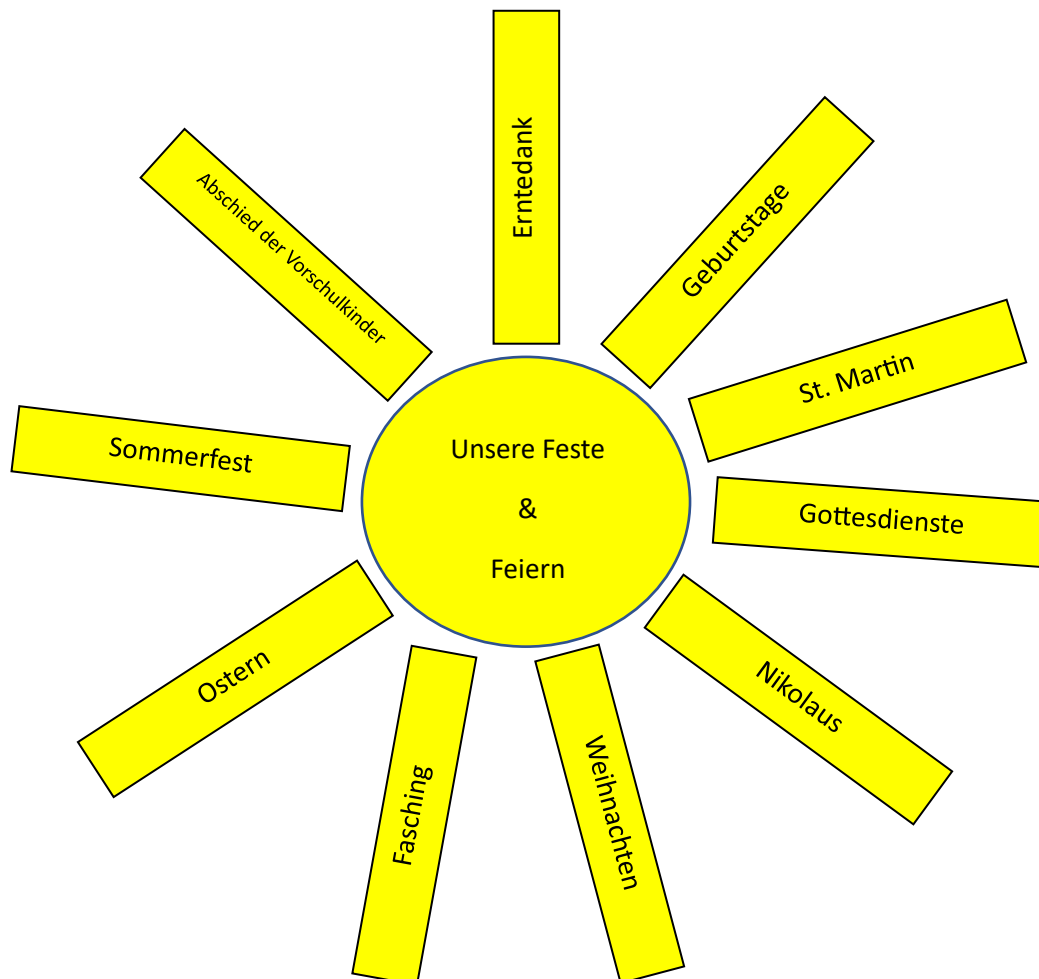 Unsere Feste
&
Feiern
Erntedank
Geburtstage
St. Martin
Gottesdienste
Nikolaus
Weihnachten
Fasching
Ostern
Sommerfest
Abschied der Vorschulkinder